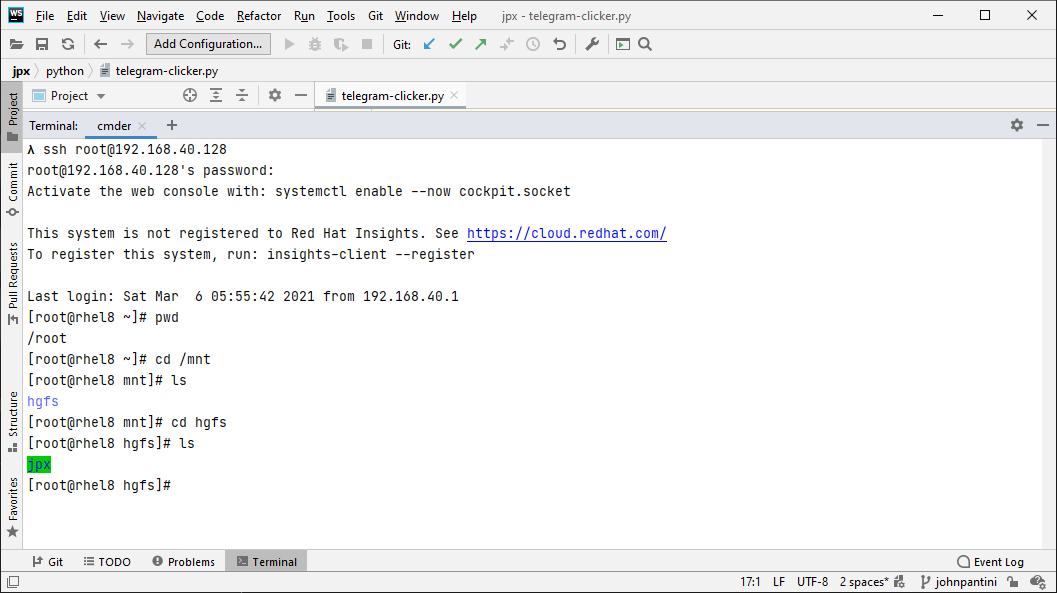 WS File Edit View Navigate Code Refactor Run Tools Git Window Help jpx - telegram-clicker.py
Add Configuration... Git:
jpx python telegram-clicker.py
Project telegram-clicker.py
Terminal: cmder
λ ssh root@192.168.40.128
root@192.168.40.128's password:
Activate the web console with: systemctl enable --now cockpit.socket
This system is not registered to Red Hat Insights. See https://cloud.redhat.com/
To register this system, run: insights-client --register
Last login: Sat Mar  6 05:55:42 2021 from 192.168.40.1
[root@rhel8 ~]# pwd
/root
[root@rhel8 ~]# cd /mnt
[root@rhel8 mnt]# ls
hgfs
[root@rhel8 mnt]# cd hgfs
[root@rhel8 hgfs]# ls
jpx
[root@rhel8 hgfs]#
Project
Commit
Pull Requests
Structure
Favorites
Git TODO Problems Terminal Event Log
17:1 LF UTF-8 2 spaces* johnpantini